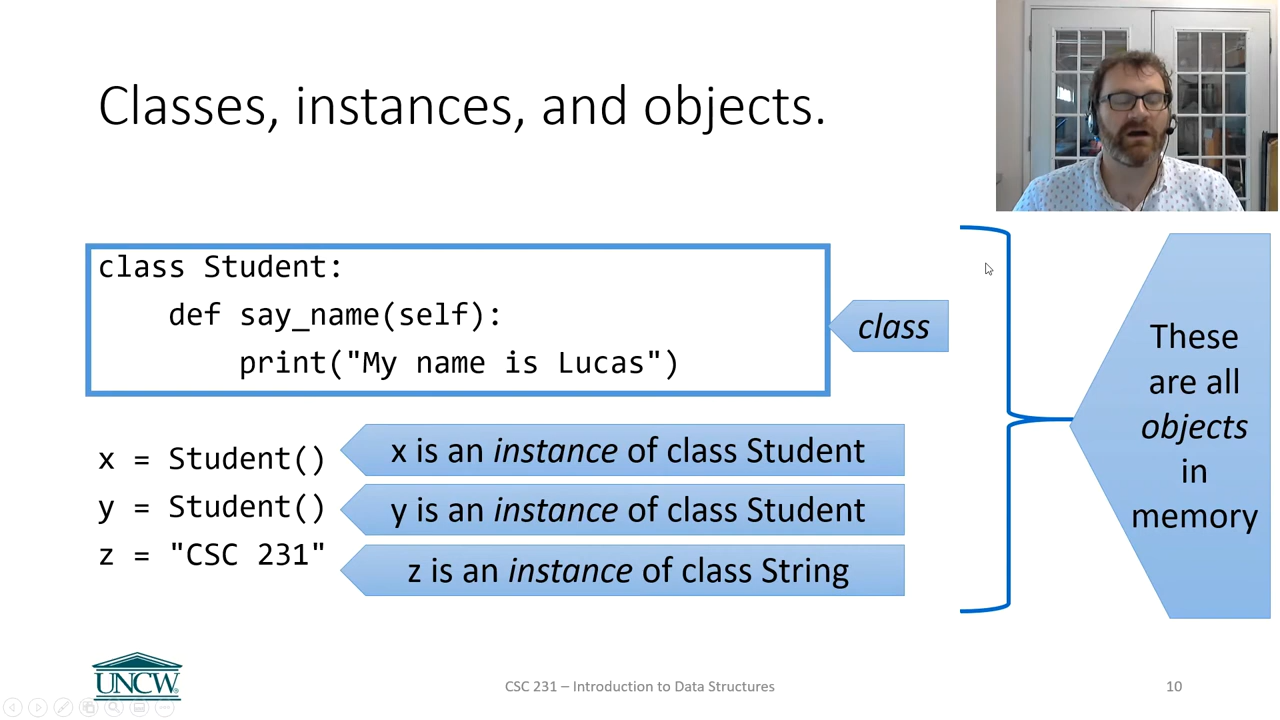 Classes, instances, and objects.
class Student:
def say_name(self):
print("My name is Lucas")
class
x = Student()
x is an instance of class Student
y = Student()
y is an instance of class Student
z = "CSC 231"
z is an instance of class String
These
are all
objects
in
memory
UNCW
CSC 231 – Introduction to Data Structures
10